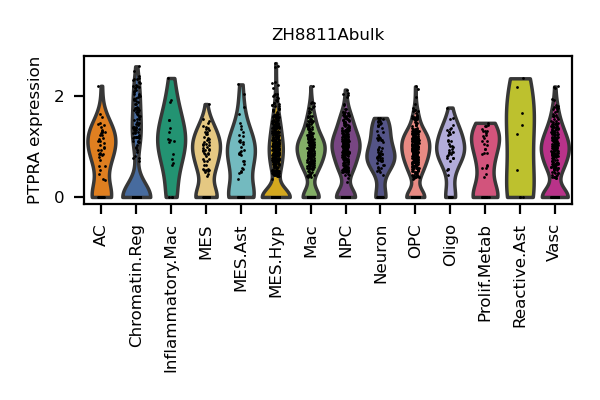 ZH8811Abulk
PTPRA expression
2
0
AC
Chromatin.Reg
Inflammatory.Mac
MES
MES.Ast
MES.Hyp
Mac
NPC
Neuron
OPC
Oligo
Prolif.Metab
Reactive.Ast
Vasc